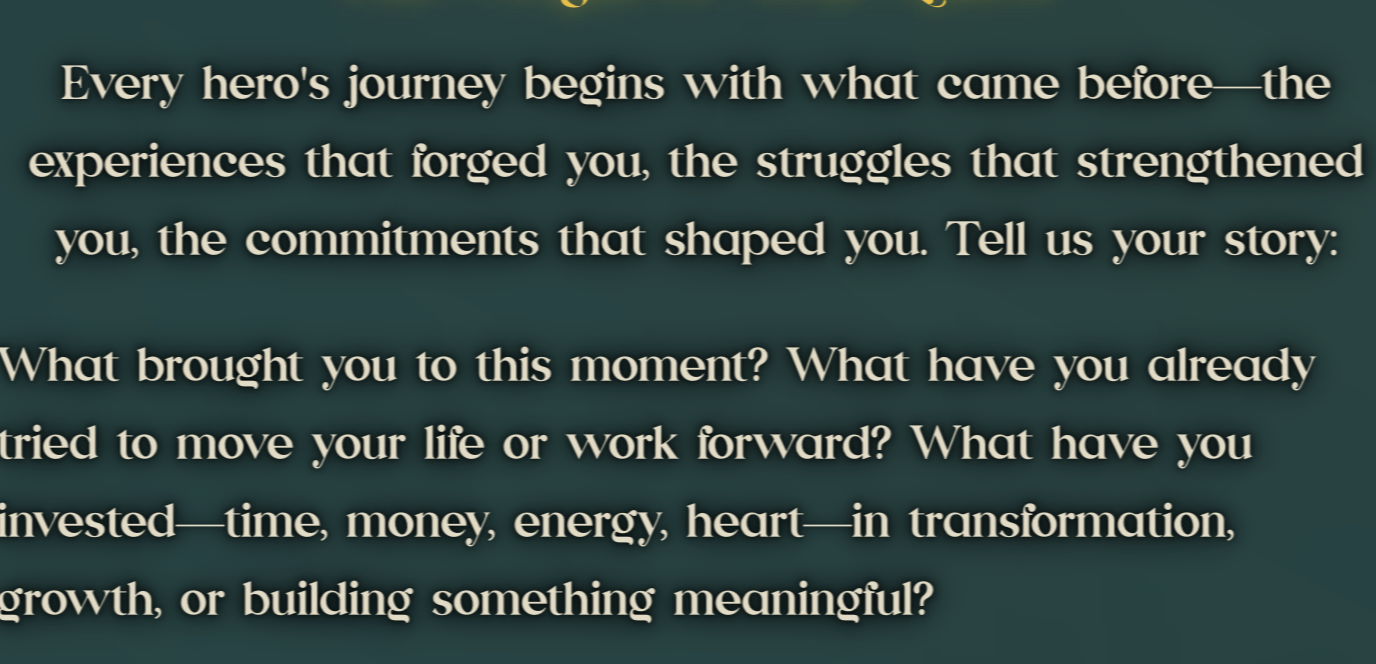 Every hero's journey begins with what came before—the
experiences that forged you, the struggles that strengthened
you, the commitments that shaped you. Tell us your story:
What brought you to this moment? What have you already
tried to move your life or work forward? What have you
invested—time, money, energy, heart—in transformation,
growth, or building something meaningful?